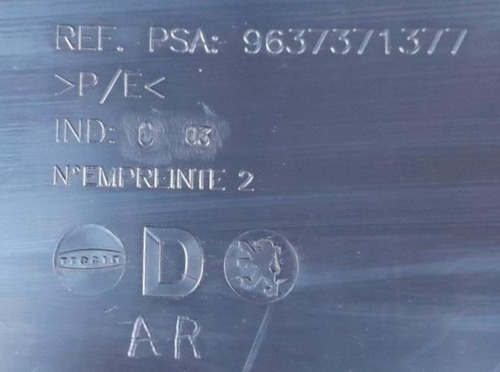 REF. PSA: 9637371377
>P/E<
IND: C 03
N°EMPREINTE 2
D
AR